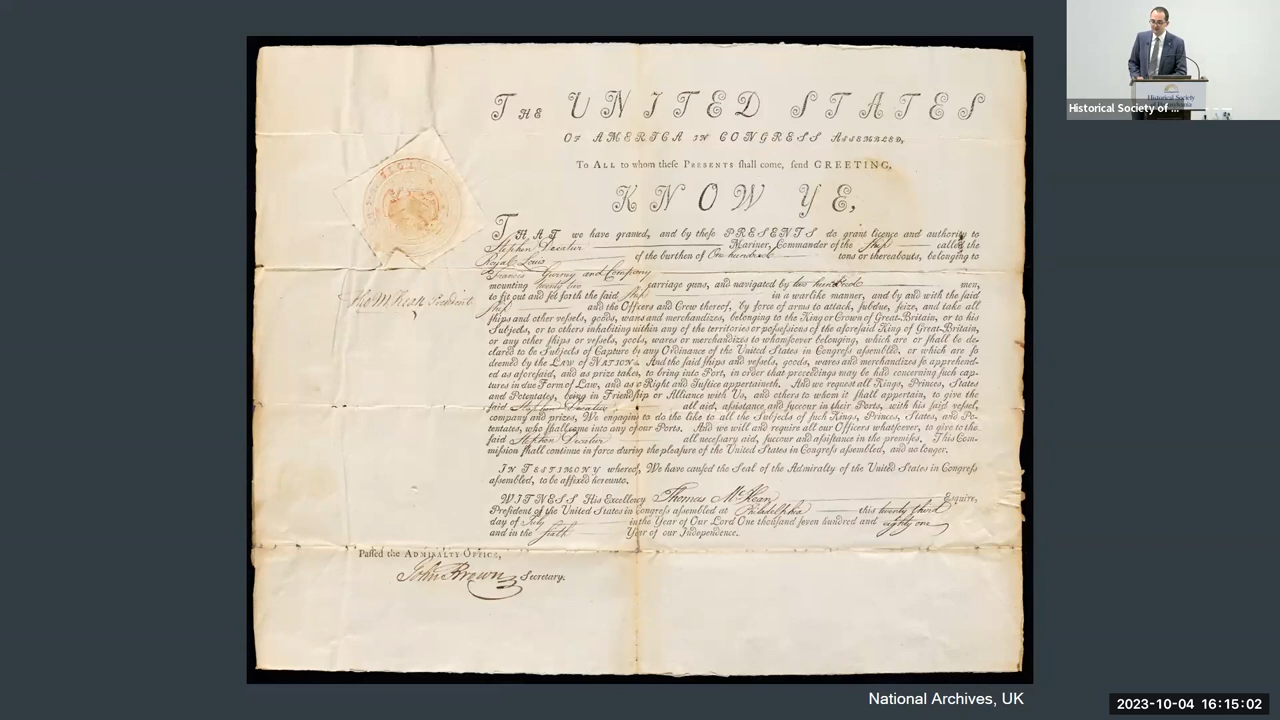 THE UNITED STATES
OF AMERICA IN CONGRESS ASSEMBLED,
To ALL to whom theſe PRESENTS ſhall come, ſend GREETING,
KNOW YE,
THAT we have granted, and by theſe PRESENTS do grant licence and authority to
Stephen Decatur Mariner, Commander of the Ship called the
Royal Louis of the burthen of One hundred tons or thereabouts, belonging to
Francis Gurney and Company
mounting twenty two carriage guns, and navigated by two hundred men,
to fit out and ſet forth the ſaid Ship in a warlike manner, and by and with the ſaid
Ship and the Officers and Crew thereof, by force of arms to attack, ſubdue, ſeize, and take all
ſhips and other veſſels, goods, wares and merchandizes, belonging to the King or Crown of Great-Britain, or to his
Subjects, or to others inhabiting within any of the territories or poſſeſſions of the aforeſaid King of Great-Britain,
or any other ſhips or veſſels, goods, wares or merchandizes to whomſoever belonging, which are or ſhall be de-
clared to be Subjects of Capture by any Ordinance of the United States in Congreſs aſſembled, or which are ſo
deemed by the LAW of NATIONS. And the ſaid ſhips and veſſels, goods, wares and merchandizes ſo apprehend-
ed as aforeſaid, and as prize taken, to bring into Port, in order that proceedings may be had concerning ſuch cap-
tures in due Form of Law, and as to Right and Juſtice appertaineth. And we requeſt all Kings, Princes, States
and Potentates, being in Friendſhip or Alliance with Us, and others to whom it ſhall appertain, to give the
ſaid Stephen Decatur all aid, aſſiſtance and ſuccour in their Ports, with his ſaid veſſel,
company and prizes. We engaging to do the like to all the Subjects of ſuch Kings, Princes, States, and Po-
tentates, who ſhall come into any of our Ports. And we will and require all our Officers whatſoever, to give to the
ſaid Stephen Decatur all neceſſary aid, ſuccour and aſſiſtance in the premiſes. This Com-
miſſion ſhall continue in force during the pleaſure of the United States in Congreſs aſſembled, and no longer.
IN TESTIMONY whereof, We have cauſed the Seal of the Admiralty of the United States in Congreſs
aſſembled, to be affixed hereunto.
WITNESS His Excellency Thomas McKean Eſquire,
Preſident of the United States in Congreſs aſſembled at Philadelphia this twenty third
day of July in the Year of Our Lord One thouſand ſeven hundred and eighty one
and in the ſixth Year of our Independence.
Tho M:Kean Preſident
Paſſed the ADMIRALTY OFFICE,
John Brown Secretary.
National Archives, UK
Historical Society
Historical Society of ...
2023-10-04 16:15:02